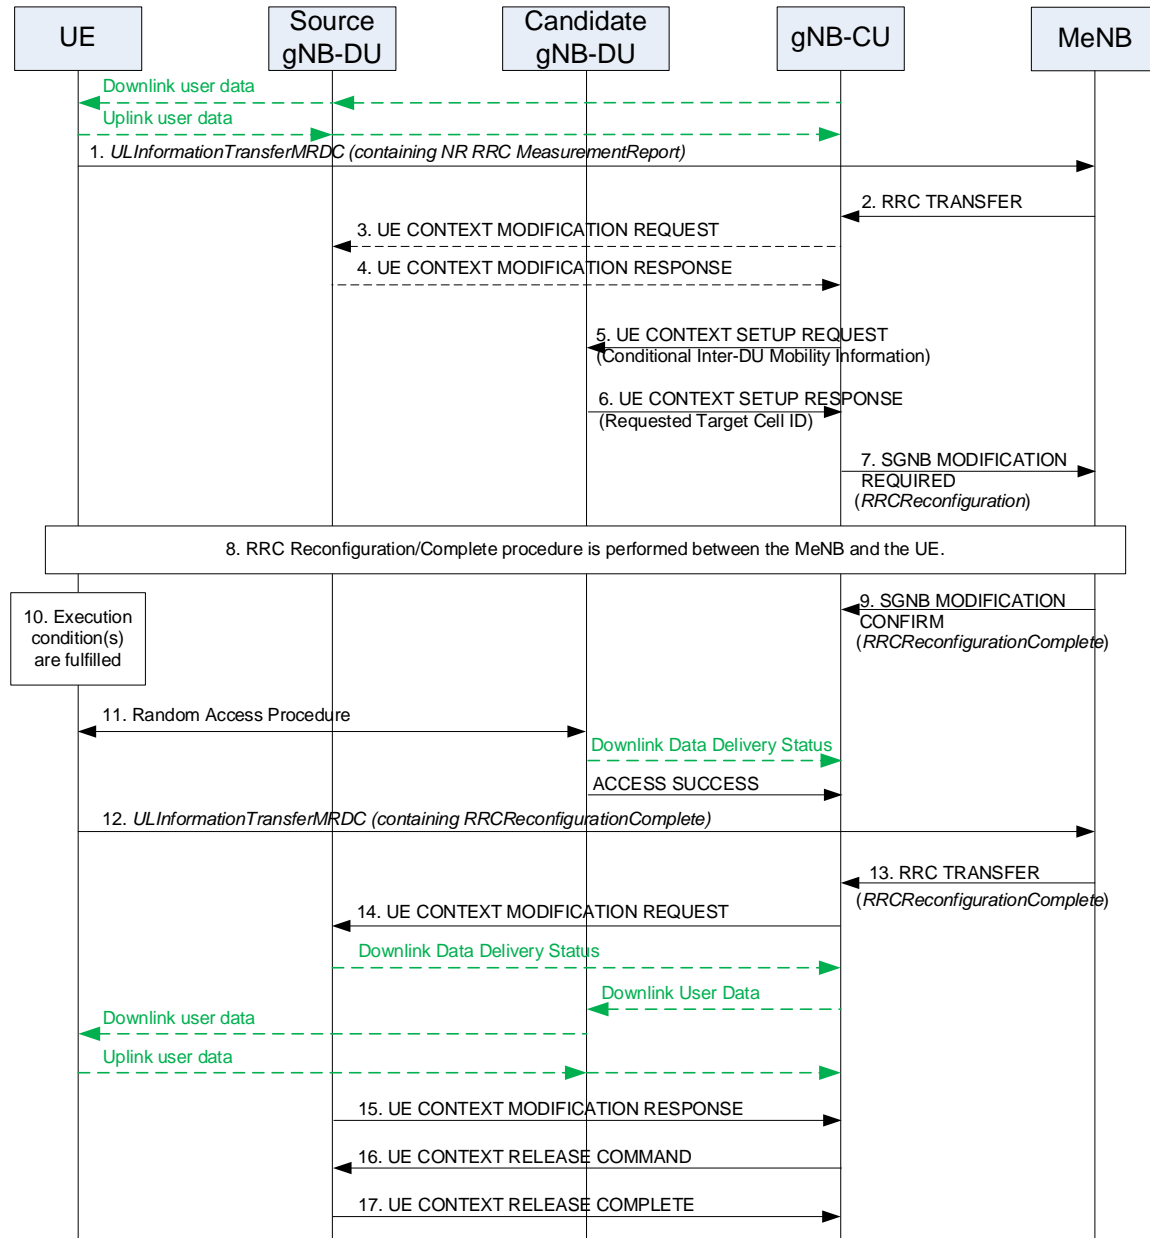 UE
Source
gNB-DU
Candidate
gNB-DU
gNB-CU
MeNB
Downlink user data
Uplink user data
1. ULInformationTransferMRDC (containing NR RRC MeasurementReport)
2. RRC TRANSFER
3. UE CONTEXT MODIFICATION REQUEST
4. UE CONTEXT MODIFICATION RESPONSE
5. UE CONTEXT SETUP REQUEST
(Conditional Inter-DU Mobility Information)
6. UE CONTEXT SETUP RESPONSE
(Requested Target Cell ID)
7. SGNB MODIFICATION
REQUIRED
(RRCReconfiguration)
8. RRC Reconfiguration/Complete procedure is performed between the MeNB and the UE.
9. SGNB MODIFICATION
CONFIRM
(RRCReconfigurationComplete)
10. Execution
condition(s)
are fulfilled
11. Random Access Procedure
Downlink Data Delivery Status
ACCESS SUCCESS
12. ULInformationTransferMRDC (containing RRCReconfigurationComplete)
13. RRC TRANSFER
(RRCReconfigurationComplete)
14. UE CONTEXT MODIFICATION REQUEST
Downlink Data Delivery Status
Downlink User Data
Downlink user data
Uplink user data
15. UE CONTEXT MODIFICATION RESPONSE
16. UE CONTEXT RELEASE COMMAND
17. UE CONTEXT RELEASE COMPLETE